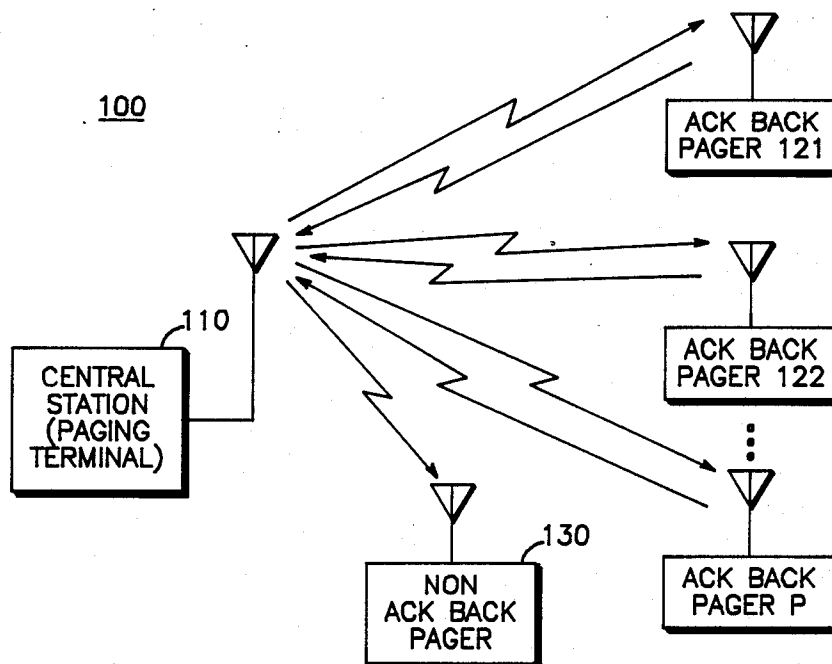 100
ACK BACK
PAGER 121
110
CENTRAL
STATION
(PAGING
TERMINAL)
ACK BACK
PAGER 122
130
NON
ACK BACK
PAGER
ACK BACK
PAGER P